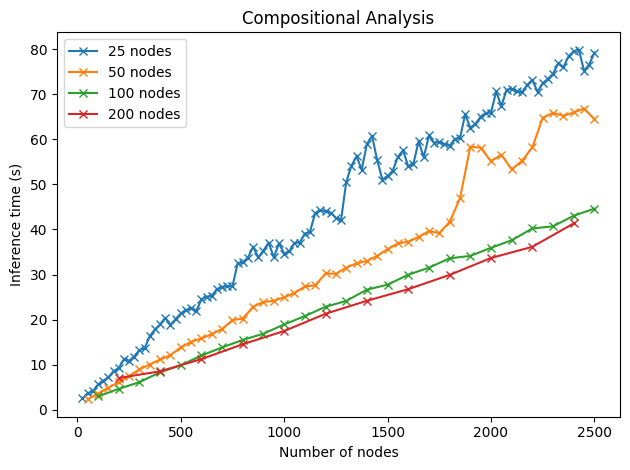 Compositional Analysis
25 nodes
50 nodes
100 nodes
200 nodes
Inference time (s)
80
70
60
50
40
30
20
10
0
0 500 1000 1500 2000 2500
Number of nodes